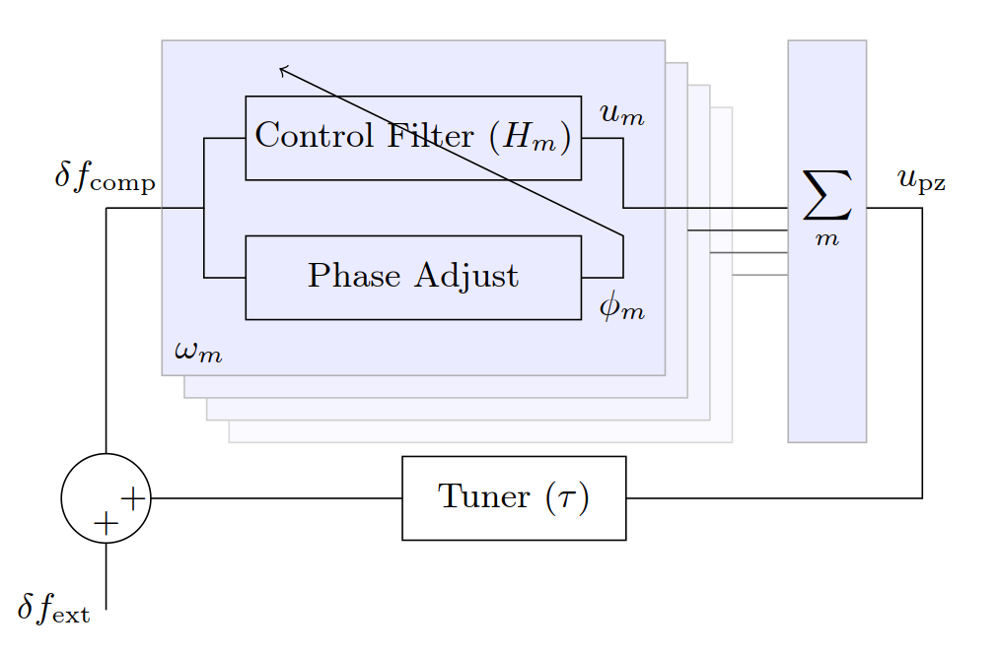 u_m
Control Filter (H_m)
δf_comp
∑
m
u_pz
Phase Adjust
ϕ_m
ω_m
Tuner (τ)
+
+
δf_ext